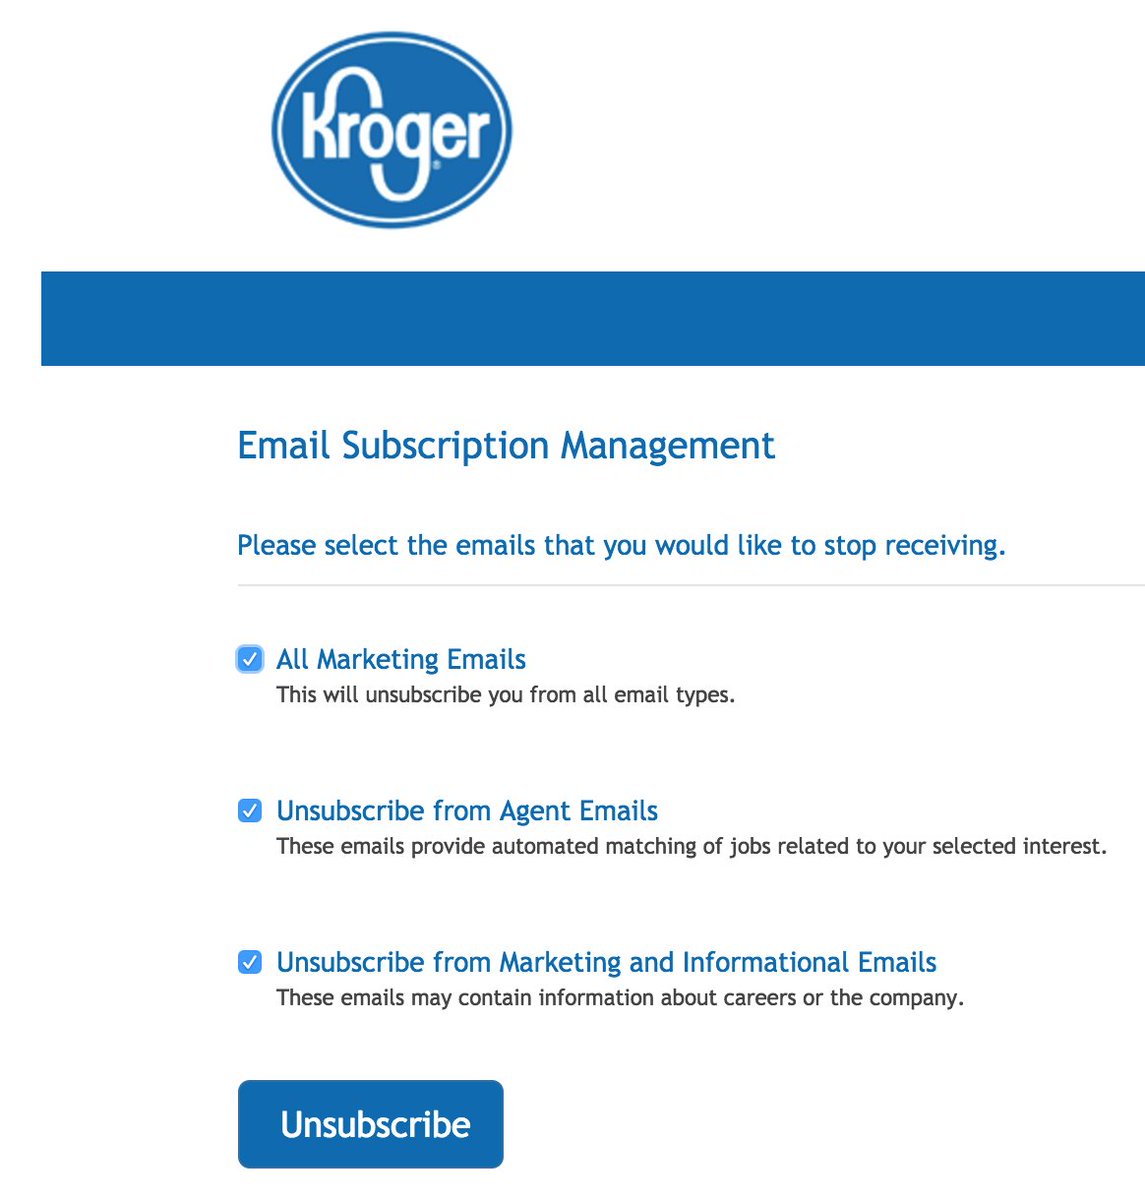 Kroger®
Email Subscription Management
Please select the emails that you would like to stop receiving.
All Marketing Emails
This will unsubscribe you from all email types.
Unsubscribe from Agent Emails
These emails provide automated matching of jobs related to your selected interest.
Unsubscribe from Marketing and Informational Emails
These emails may contain information about careers or the company.
Unsubscribe